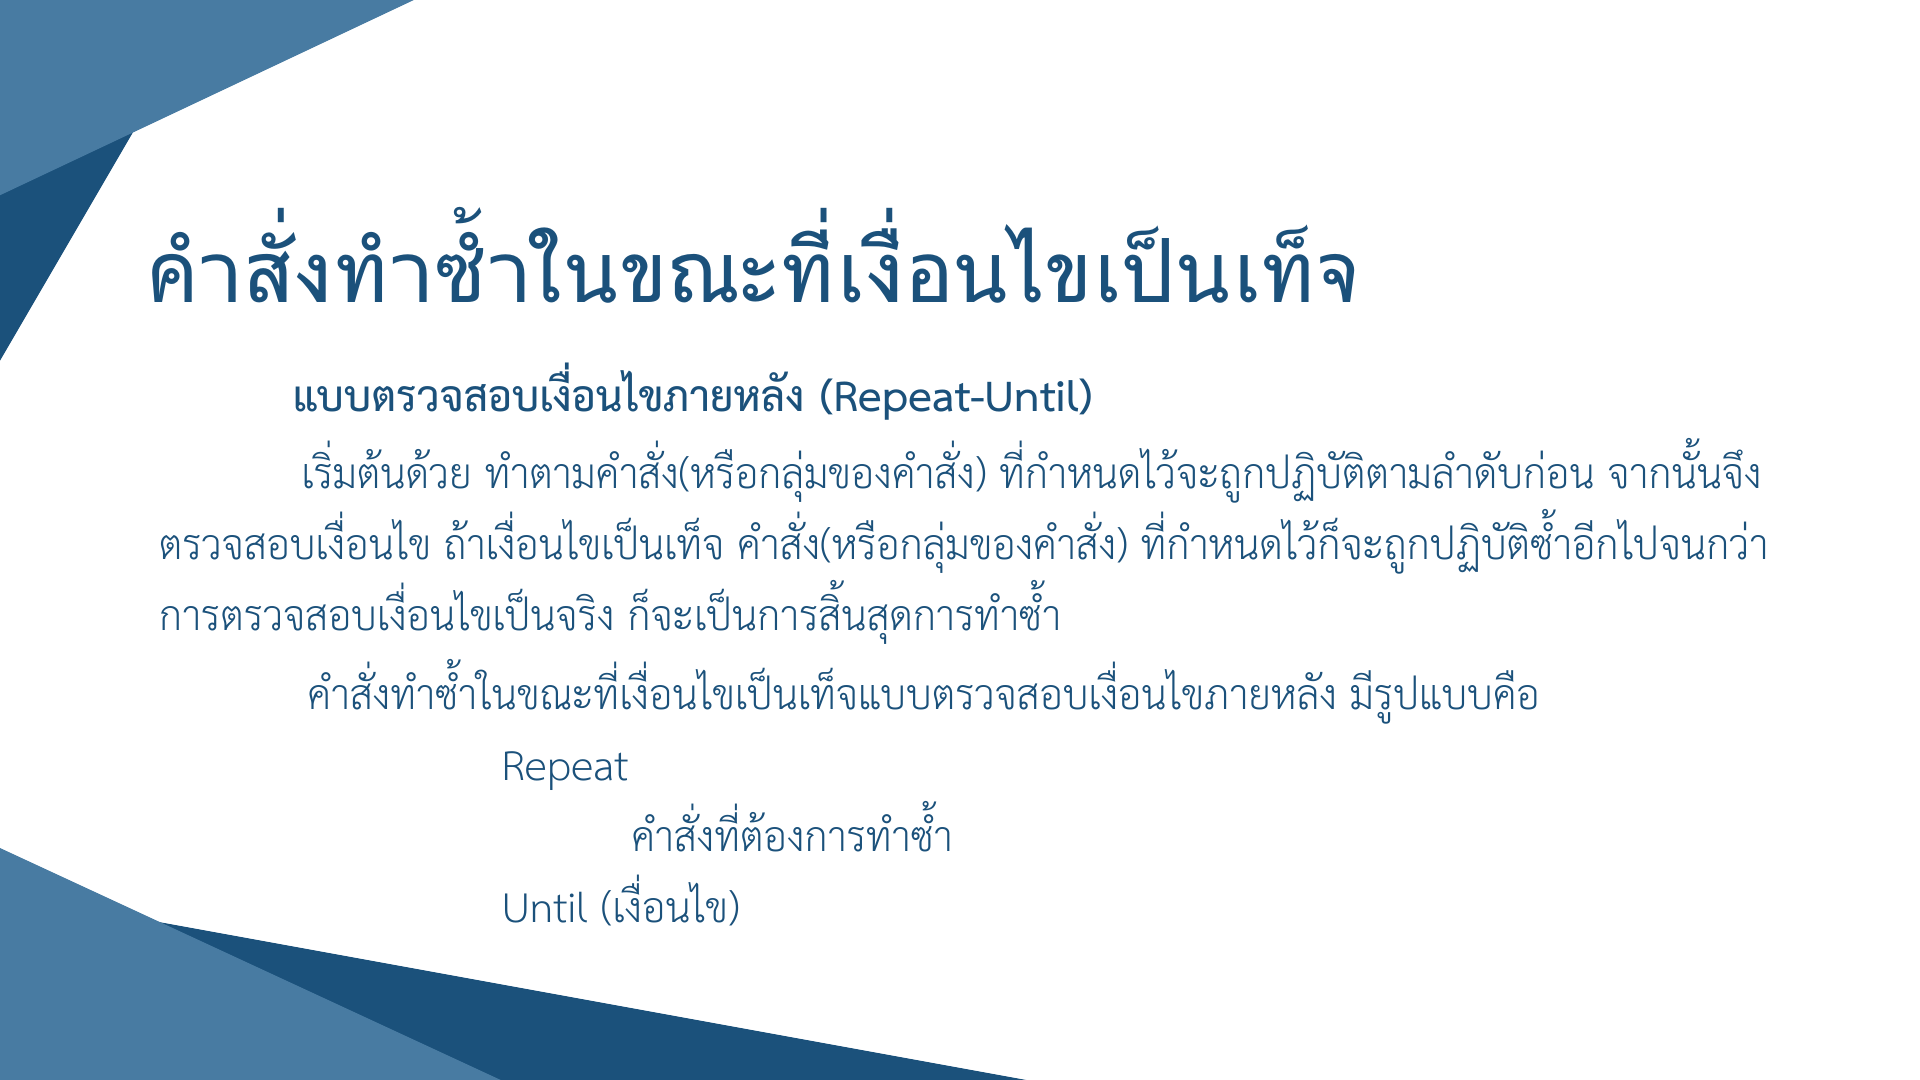 คำสั่งทำซ้ำในขณะที่เงื่อนไขเป็นเท็จ
แบบตรวจสอบเงื่อนไขภายหลัง (Repeat-Until)
เริ่มต้นด้วย ทำตามคำสั่ง(หรือกลุ่มของคำสั่ง) ที่กำหนดไว้จะถูกปฏิบัติตามลำดับก่อน จากนั้นจึง
ตรวจสอบเงื่อนไข ถ้าเงื่อนไขเป็นเท็จ คำสั่ง(หรือกลุ่มของคำสั่ง) ที่กำหนดไว้ก็จะถูกปฏิบัติซ้ำอีกไปจนกว่า
การตรวจสอบเงื่อนไขเป็นจริง ก็จะเป็นการสิ้นสุดการทำซ้ำ
คำสั่งทำซ้ำในขณะที่เงื่อนไขเป็นเท็จแบบตรวจสอบเงื่อนไขภายหลัง มีรูปแบบคือ
Repeat
คำสั่งที่ต้องการทำซ้ำ
Until (เงื่อนไข)